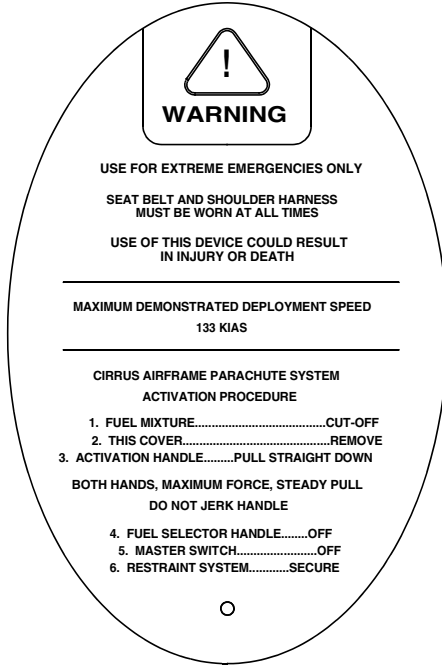 !
WARNING
USE FOR EXTREME EMERGENCIES ONLY
SEAT BELT AND SHOULDER HARNESS
MUST BE WORN AT ALL TIMES
USE OF THIS DEVICE COULD RESULT
IN INJURY OR DEATH
MAXIMUM DEMONSTRATED DEPLOYMENT SPEED
133 KIAS
CIRRUS AIRFRAME PARACHUTE SYSTEM
ACTIVATION PROCEDURE
1. FUEL MIXTURE.......................................CUT-OFF
2. THIS COVER............................................REMOVE
3. ACTIVATION HANDLE.........PULL STRAIGHT DOWN
BOTH HANDS, MAXIMUM FORCE, STEADY PULL
DO NOT JERK HANDLE
4. FUEL SELECTOR HANDLE........OFF
5. MASTER SWITCH........................OFF
6. RESTRAINT SYSTEM............SECURE